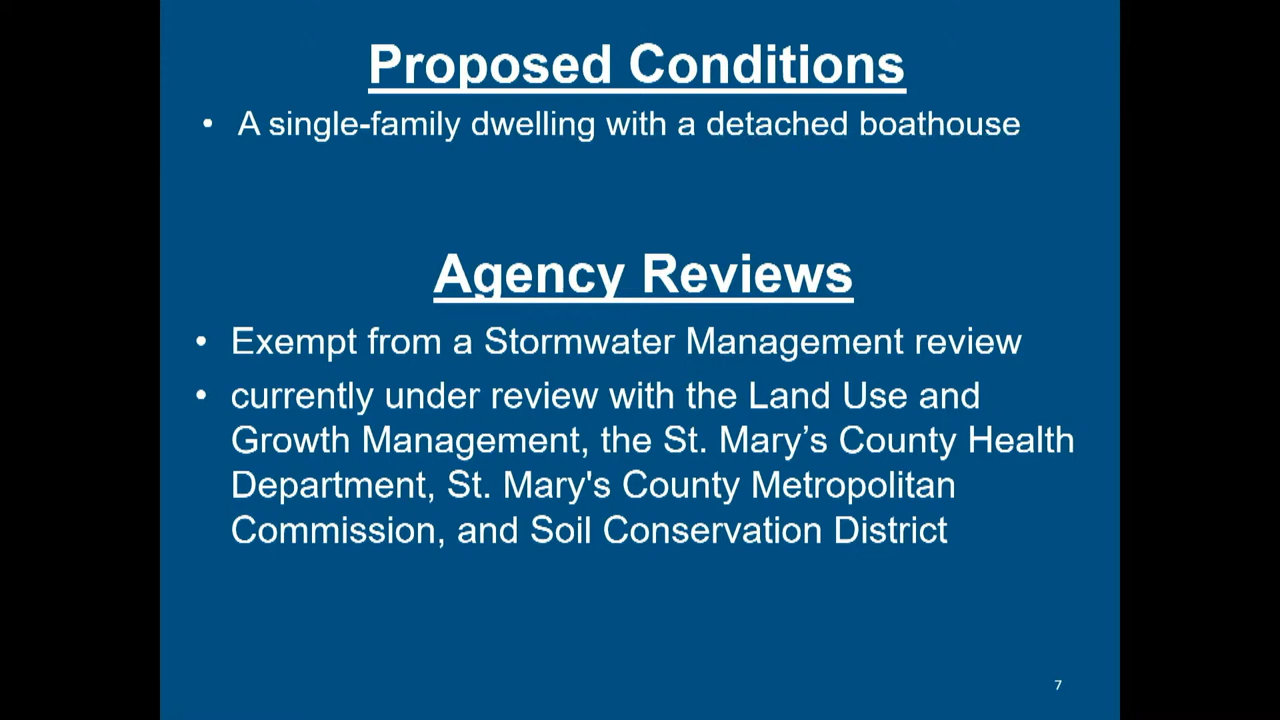 Proposed Conditions
• A single-family dwelling with a detached boathouse
Agency Reviews
• Exempt from a Stormwater Management review
• currently under review with the Land Use and
Growth Management, the St. Mary’s County Health
Department, St. Mary's County Metropolitan
Commission, and Soil Conservation District
7